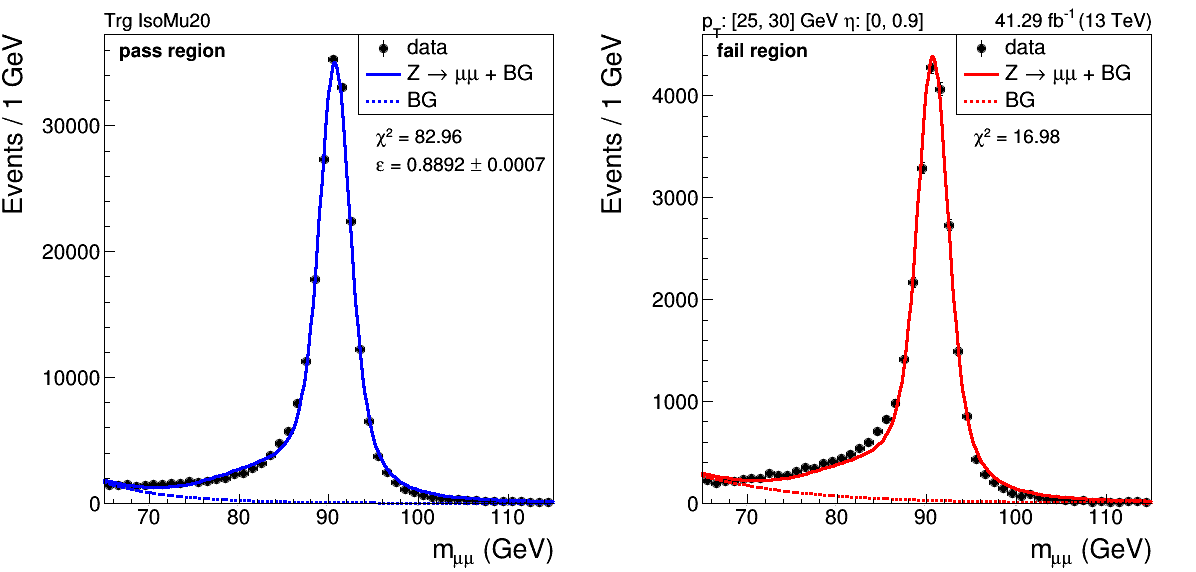 Trg IsoMu20
pass region
data
Z → μμ + BG
BG
χ² = 82.96
ε = 0.8892 ± 0.0007
Events / 1 GeV
30000
20000
10000
0
70 80 90 100 110
m_μμ (GeV)
p_T: [25, 30] GeV η: [0, 0.9] 41.29 fb⁻¹ (13 TeV)
fail region
data
Z → μμ + BG
BG
χ² = 16.98
Events / 1 GeV
4000
3000
2000
1000
0
70 80 90 100 110
m_μμ (GeV)